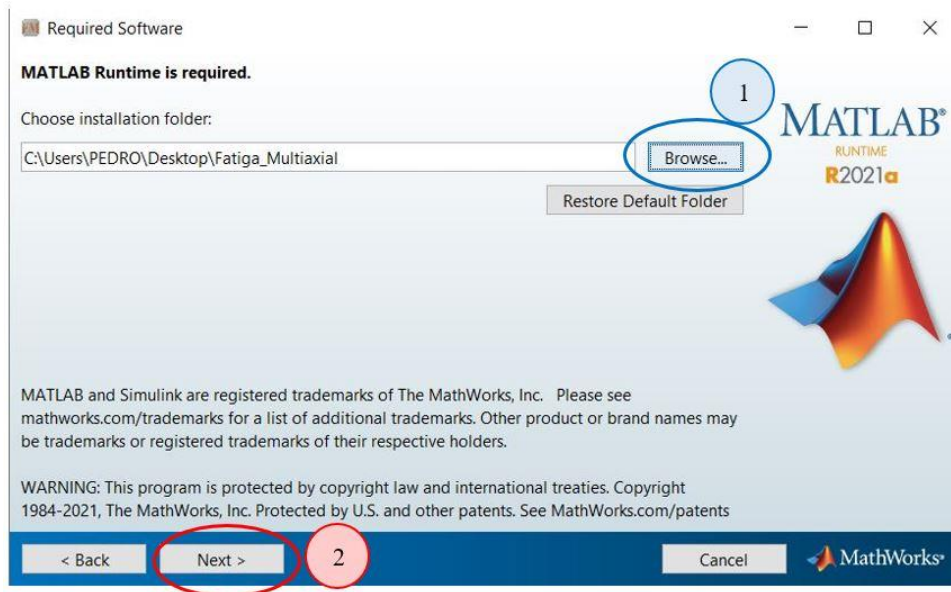 Required Software
MATLAB Runtime is required.
1
Choose installation folder:
MATLAB®
C:\Users\PEDRO\Desktop\Fatiga_Multiaxial
Browse...
RUNTIME
R2021a
Restore Default Folder
MATLAB and Simulink are registered trademarks of The MathWorks, Inc. Please see
mathworks.com/trademarks for a list of additional trademarks. Other product or brand names may
be trademarks or registered trademarks of their respective holders.
WARNING: This program is protected by copyright law and international treaties. Copyright
1984-2021, The MathWorks, Inc. Protected by U.S. and other patents. See MathWorks.com/patents
< Back
Next >
2
Cancel
MathWorks®